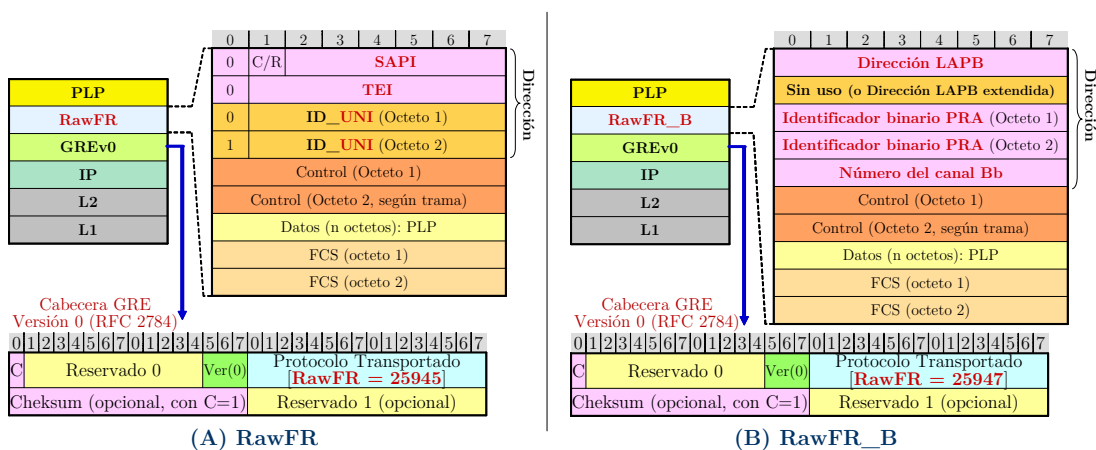 0 1 2 3 4 5 6 7
0 C/R SAPI
0 TEI
0 ID_UNI (Octeto 1)
1 ID_UNI (Octeto 2)
Control (Octeto 1)
Control (Octeto 2, según trama)
Datos (n octetos): PLP
FCS (octeto 1)
FCS (octeto 2)
Dirección
PLP
RawFR
GREv0
IP
L2
L1
Cabecera GRE
Versión 0 (RFC 2784)
0 1 2 3 4 5 6 7 0 1 2 3 4 5 6 7 0 1 2 3 4 5 6 7 0 1 2 3 4 5 6 7
C Reservado 0 Ver(0) Protocolo Transportado
[RawFR = 25945]
Cheksum (opcional, con C=1) Reservado 1 (opcional)
(A) RawFR
0 1 2 3 4 5 6 7
Dirección LAPB
Sin uso (o Dirección LAPB extendida)
Identificador binario PRA (Octeto 1)
Identificador binario PRA (Octeto 2)
Número del canal Bb
Control (Octeto 1)
Control (Octeto 2, según trama)
Datos (n octetos): PLP
FCS (octeto 1)
FCS (octeto 2)
Dirección
PLP
RawFR_B
GREv0
IP
L2
L1
Cabecera GRE
Versión 0 (RFC 2784)
0 1 2 3 4 5 6 7 0 1 2 3 4 5 6 7 0 1 2 3 4 5 6 7 0 1 2 3 4 5 6 7
C Reservado 0 Ver(0) Protocolo Transportado
[RawFR = 25947]
Cheksum (opcional, con C=1) Reservado 1 (opcional)
(B) RawFR_B